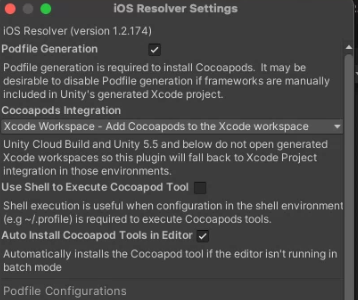 iOS Resolver Settings
iOS Resolver (version 1.2.174)
Podfile Generation
Podfile generation is required to install Cocoapods. It may be
desirable to disable Podfile generation if frameworks are manually
included in Unity's generated Xcode project.
Cocoapods Integration
Xcode Workspace - Add Cocoapods to the Xcode workspace
Unity Cloud Build and Unity 5.5 and below do not open generated
Xcode workspaces so this plugin will fall back to Xcode Project
integration in those environments.
Use Shell to Execute Cocoapod Tool
Shell execution is useful when configuration in the shell environment
(e.g ~/.profile) is required to execute Cocoapods tools.
Auto Install Cocoapod Tools in Editor
Automatically installs the Cocoapod tool if the editor isn't running in
batch mode
Podfile Configurations